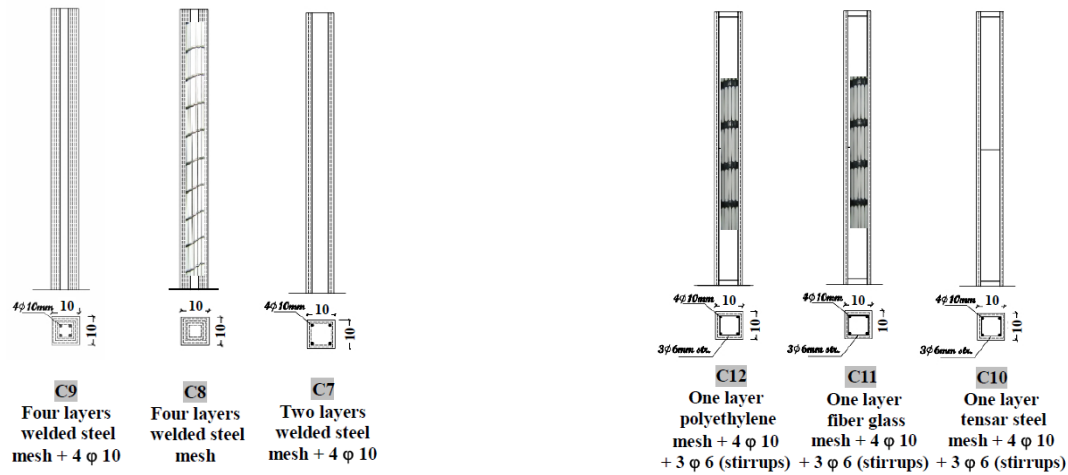 4ϕ10mm 10
10
C9
Four layers
welded steel
mesh + 4 φ 10
10
10
C8
Four layers
welded steel
mesh
4ϕ10mm 10
10
C7
Two layers
welded steel
mesh + 4 φ 10
4ϕ10mm 10
10
3ϕ6mm str.
C12
One layer
polyethylene
mesh + 4 φ 10
+ 3 φ 6 (stirrups)
4ϕ10mm 10
10
3ϕ6mm str.
C11
One layer
fiber glass
mesh + 4 φ 10
+ 3 φ 6 (stirrups)
4ϕ10mm 10
10
3ϕ6mm str.
C10
One layer
tensar steel
mesh + 4 φ 10
+ 3 φ 6 (stirrups)